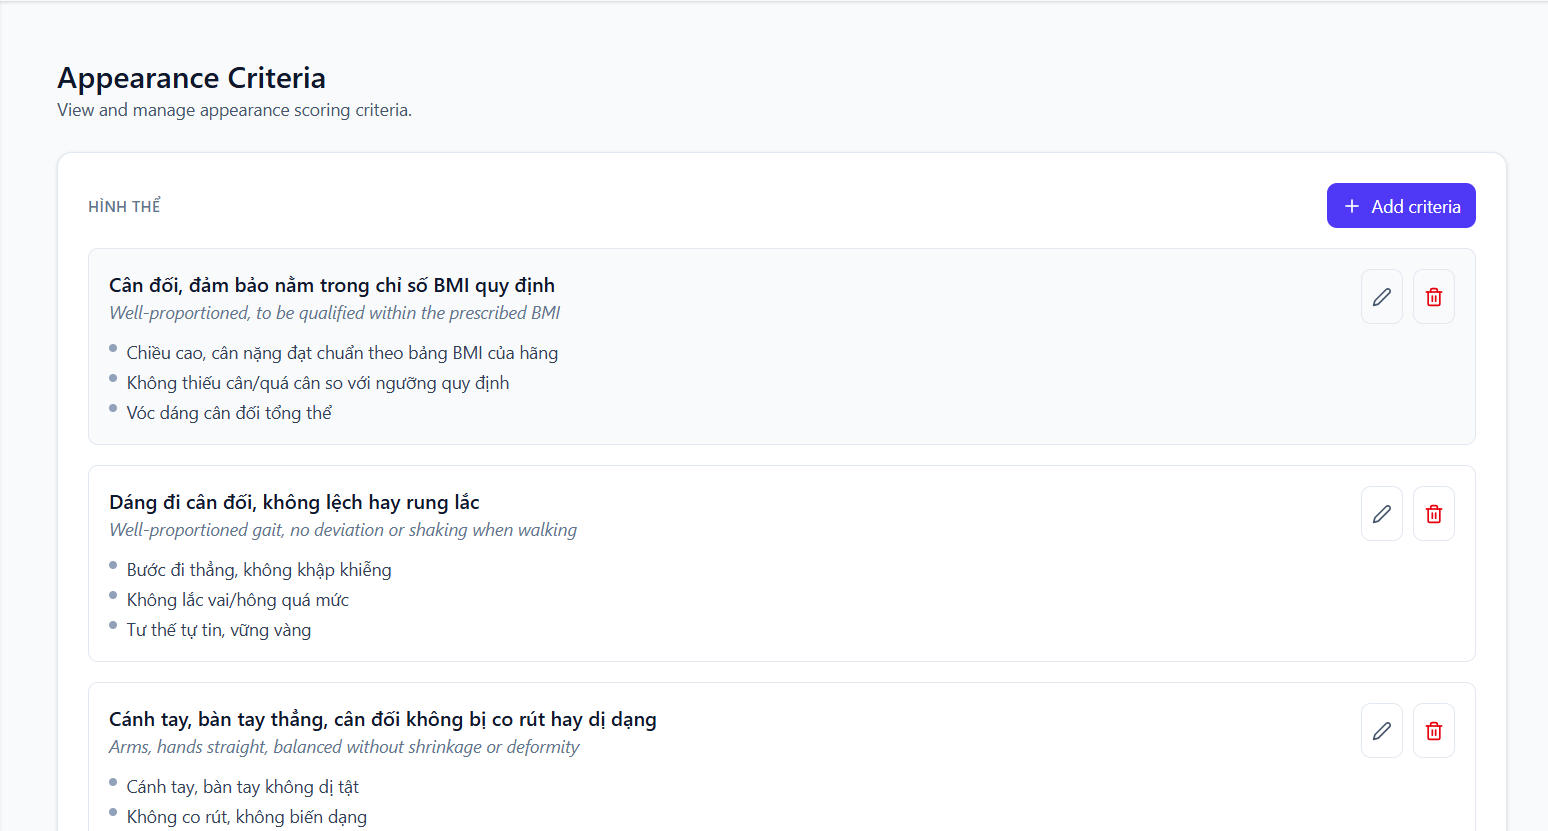 Appearance Criteria
View and manage appearance scoring criteria.
HÌNH THỂ
Add criteria
Cân đối, đảm bảo nằm trong chỉ số BMI quy định
Well-proportioned, to be qualified within the prescribed BMI
Chiều cao, cân nặng đạt chuẩn theo bảng BMI của hãng
Không thiếu cân/quá cân so với ngưỡng quy định
Vóc dáng cân đối tổng thể
Dáng đi cân đối, không lệch hay rung lắc
Well-proportioned gait, no deviation or shaking when walking
Bước đi thẳng, không khập khiễng
Không lắc vai/hông quá mức
Tư thế tự tin, vững vàng
Cánh tay, bàn tay thẳng, cân đối không bị co rút hay dị dạng
Arms, hands straight, balanced without shrinkage or deformity
Cánh tay, bàn tay không dị tật
Không co rút, không biến dạng